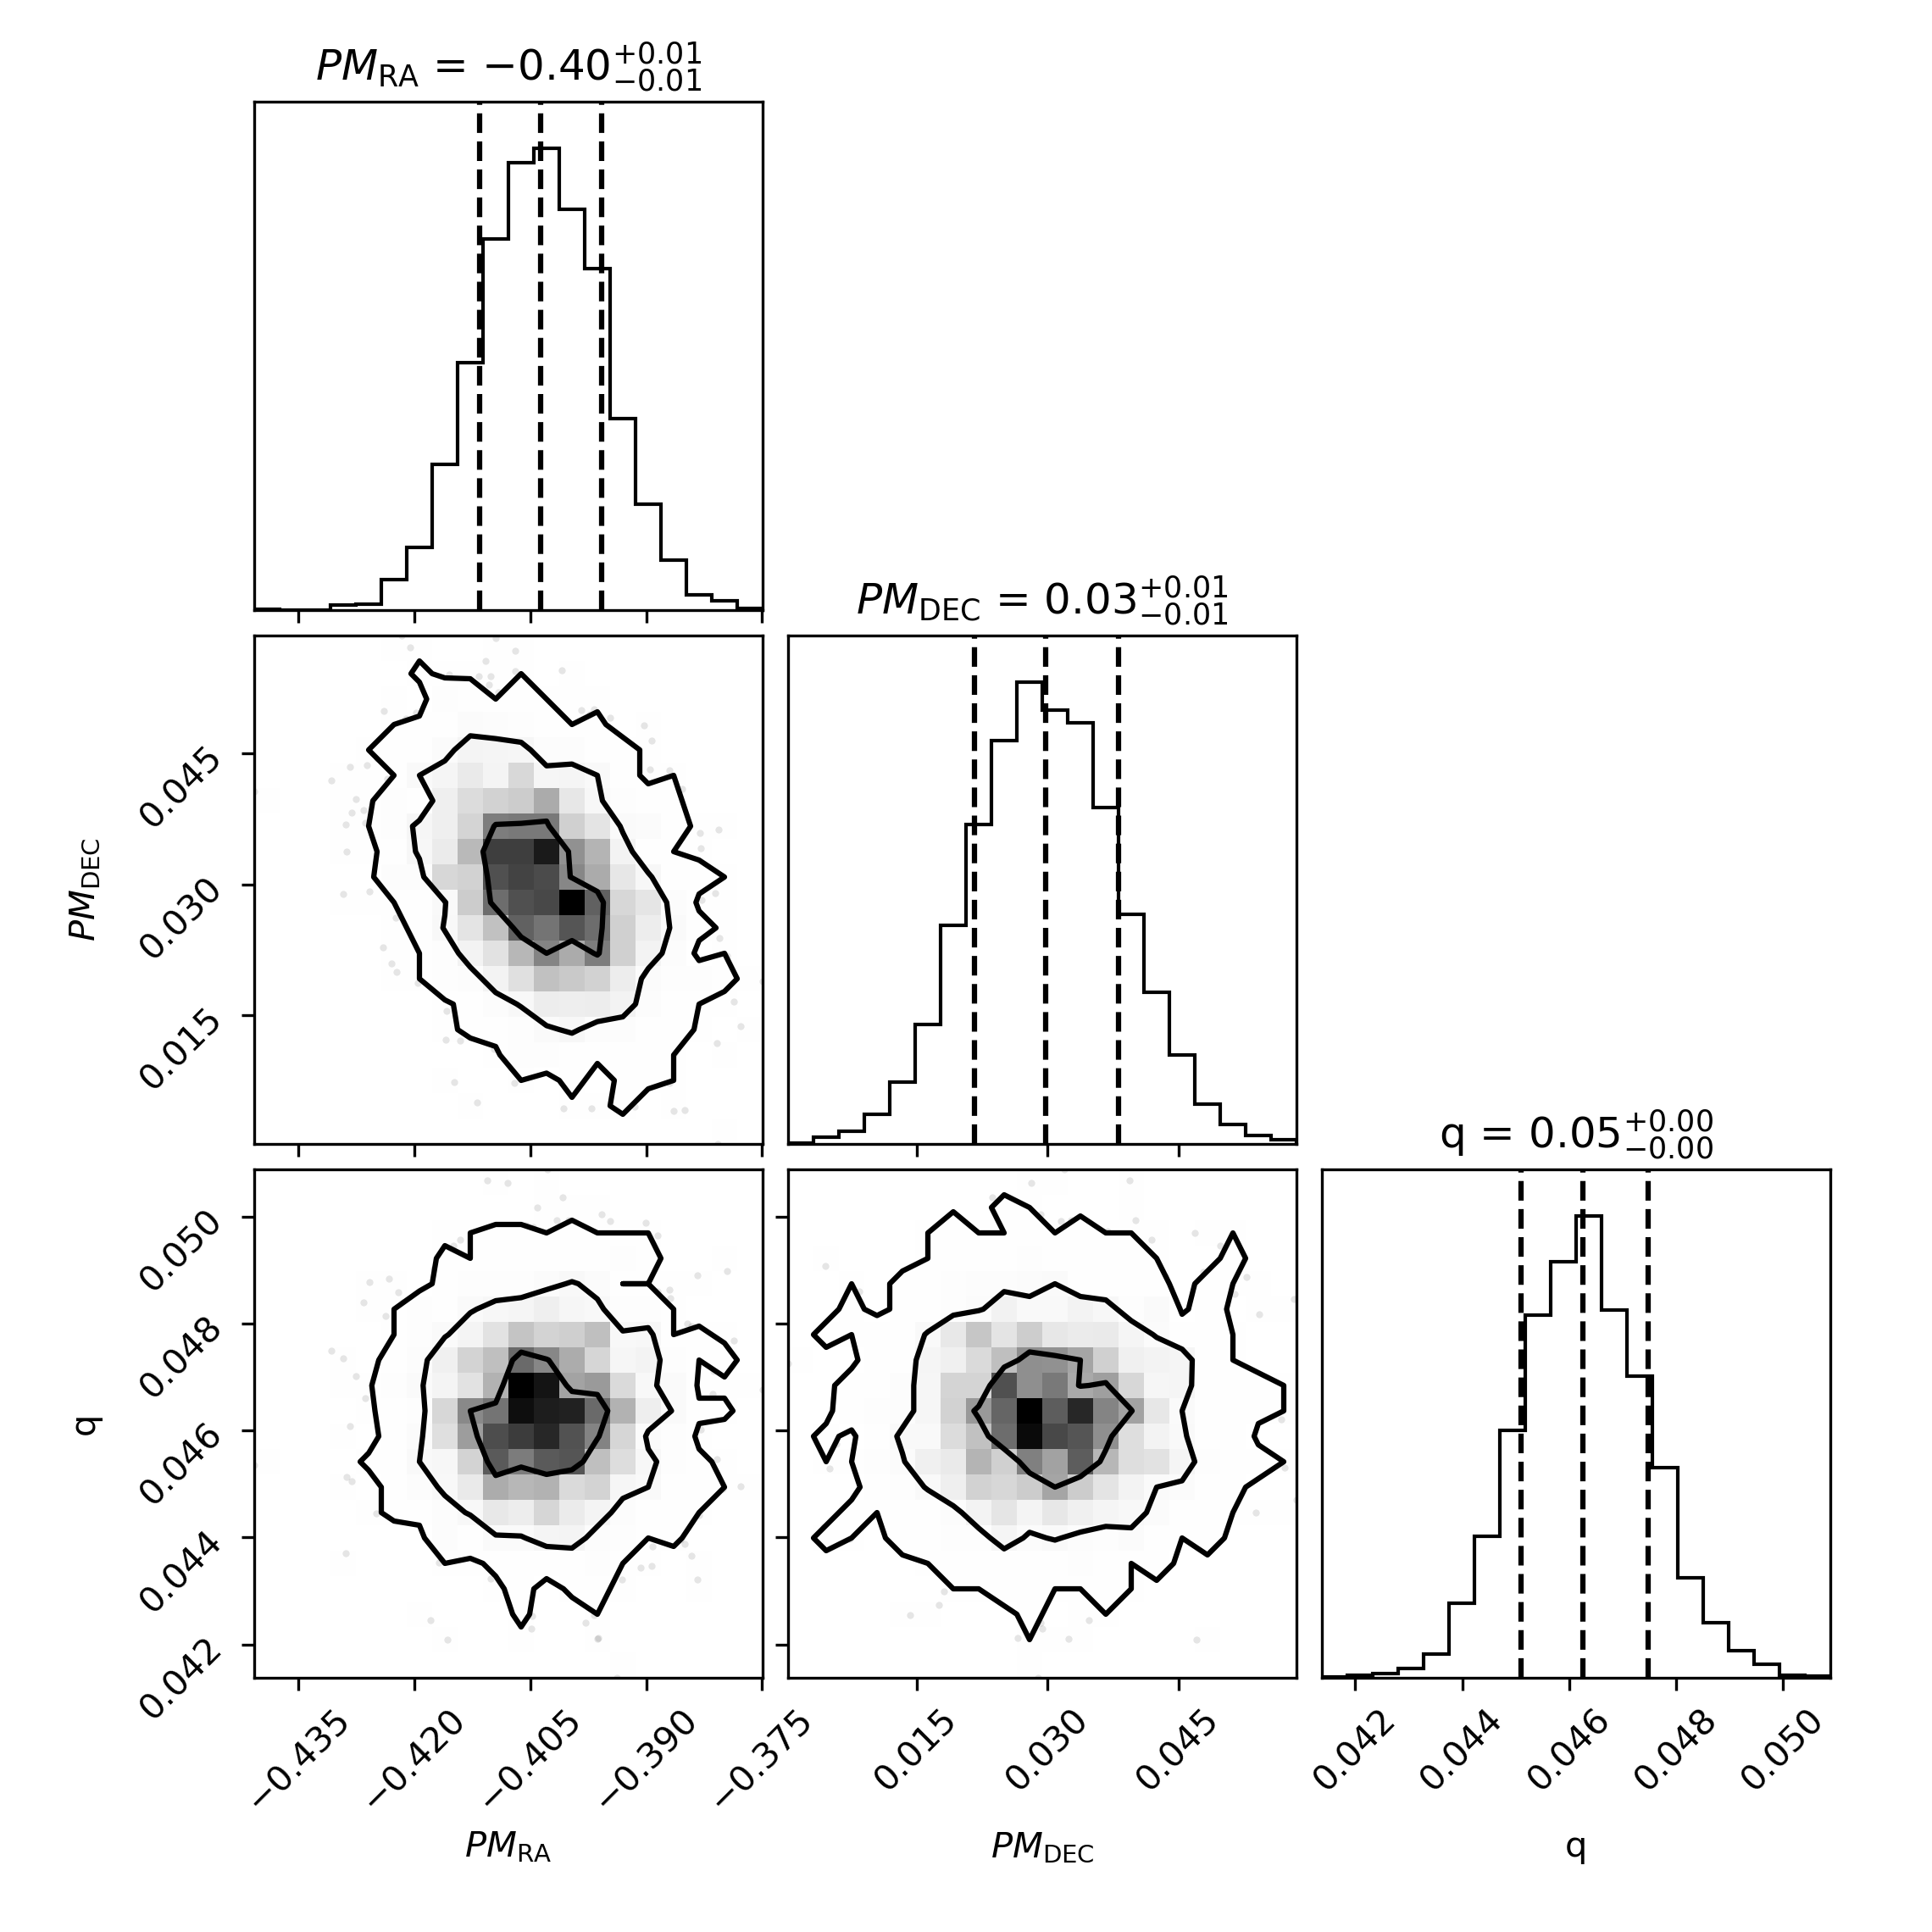 PM_RA = −0.40 +0.01 −0.01
PM_DEC = 0.03 +0.01 −0.01
0.045
0.030
0.015
PM_DEC
q = 0.05 +0.00 −0.00
0.050
0.048
0.046
0.044
0.042
q
−0.435 −0.420 −0.405 −0.390 −0.375 0.015 0.030 0.045 0.042 0.044 0.046 0.048 0.050
PM_RA PM_DEC q